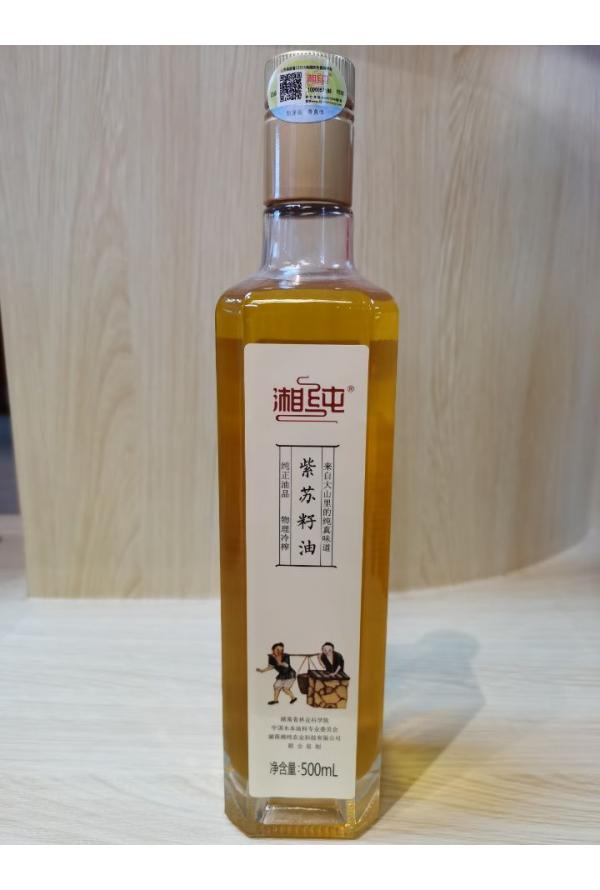 湘纯
湘纯®
来自大山里的纯真味道
紫苏籽油
纯正油品 物理冷榨
湖南省林业科学院
中国木本油料专业委员会
湖南湘纯农业科技有限公司
联合监制
净含量:500mL